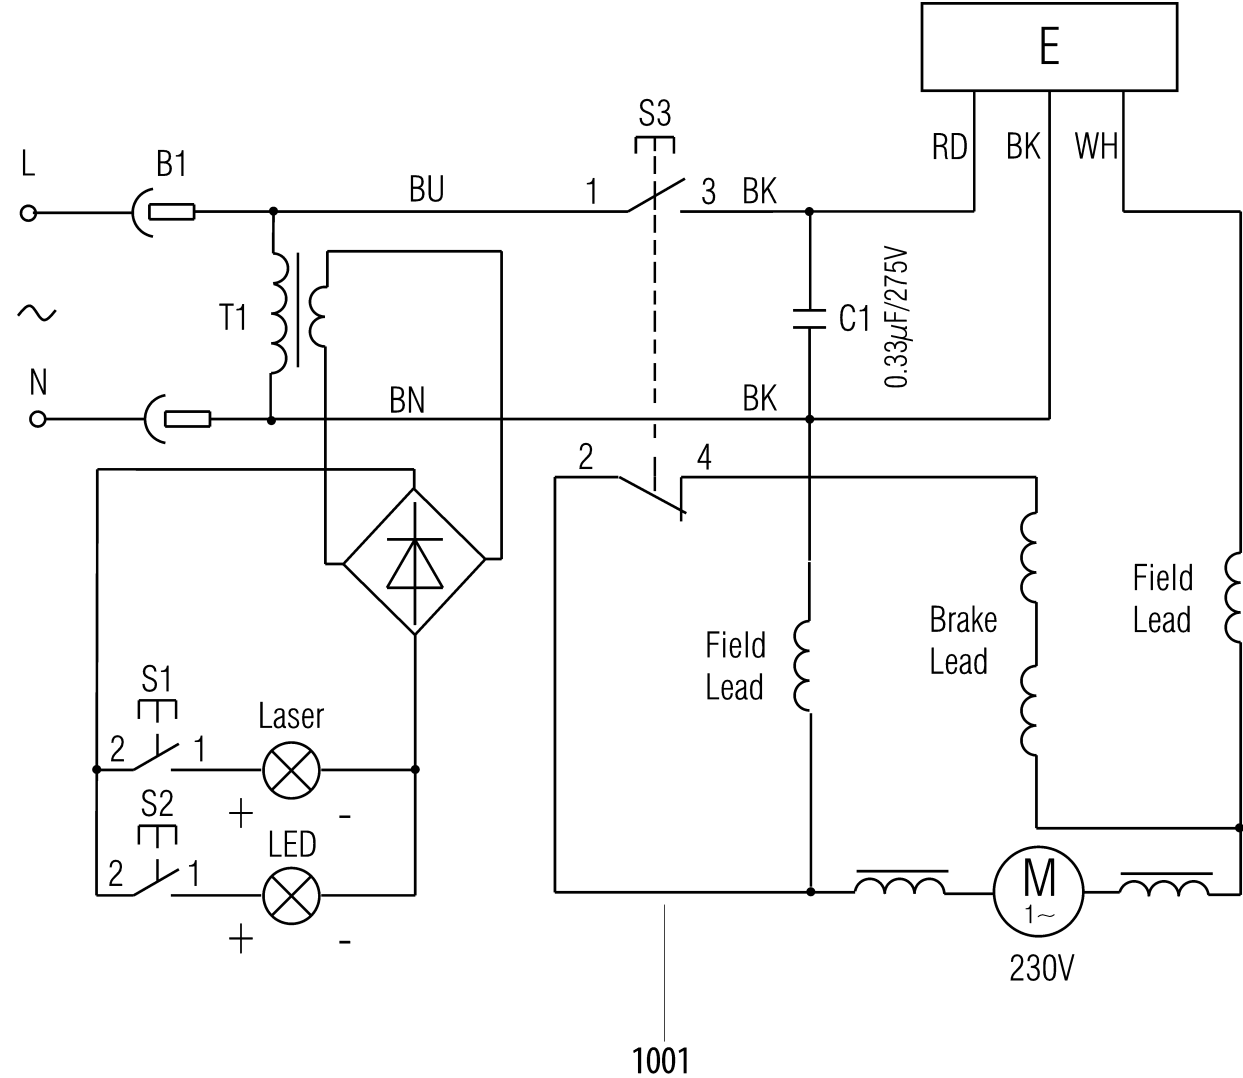 E
S3
RD BK WH
L
B1
BU
1
3 BK
T1
C1
0.33µF/275V
N
BN
BK
2
4
Field
Lead
Brake
Lead
Field
Lead
S1
Laser
2 1
+ -
S2
LED
2 1
+ -
M
1~
230V
1001